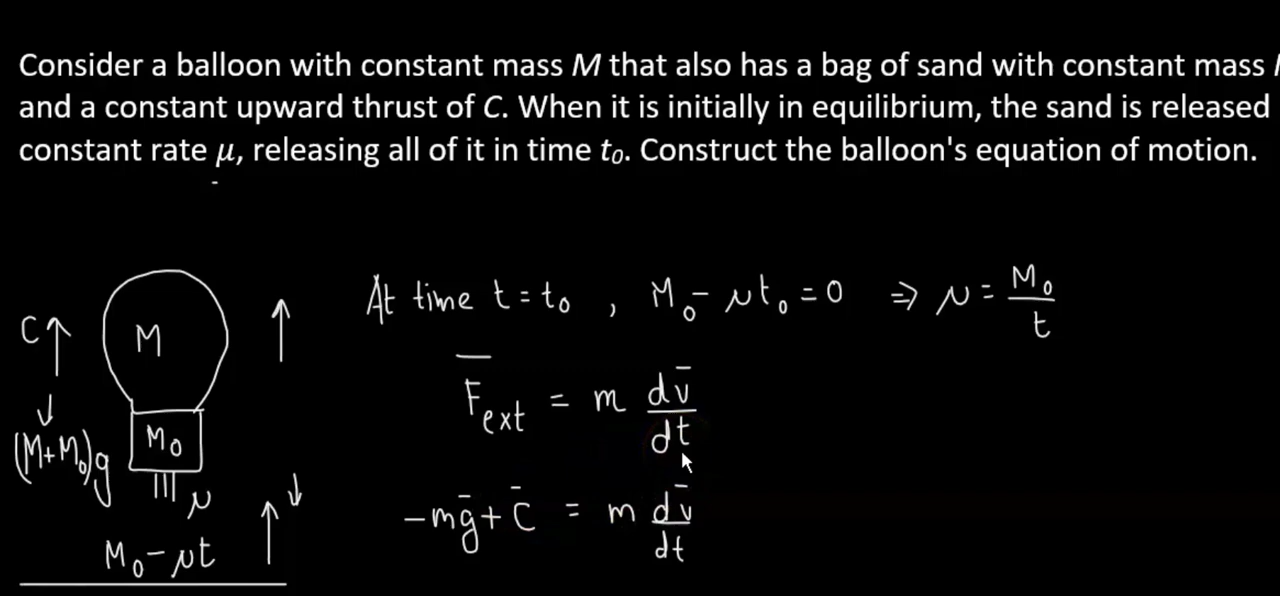 Consider a balloon with constant mass M that also has a bag of sand with constant mass
and a constant upward thrust of C. When it is initially in equilibrium, the sand is released
constant rate μ, releasing all of it in time t₀. Construct the balloon's equation of motion.
At time t = t₀ , M₀ - μt₀ = 0 ⇒ μ = M₀/t
C↑ M ↑
F̅ext = m dv̅/dt
↓
(M+M₀)g M₀
μ ↑ ↓
-mg̅ + C̅ = m dv̅/dt
M₀ - μt